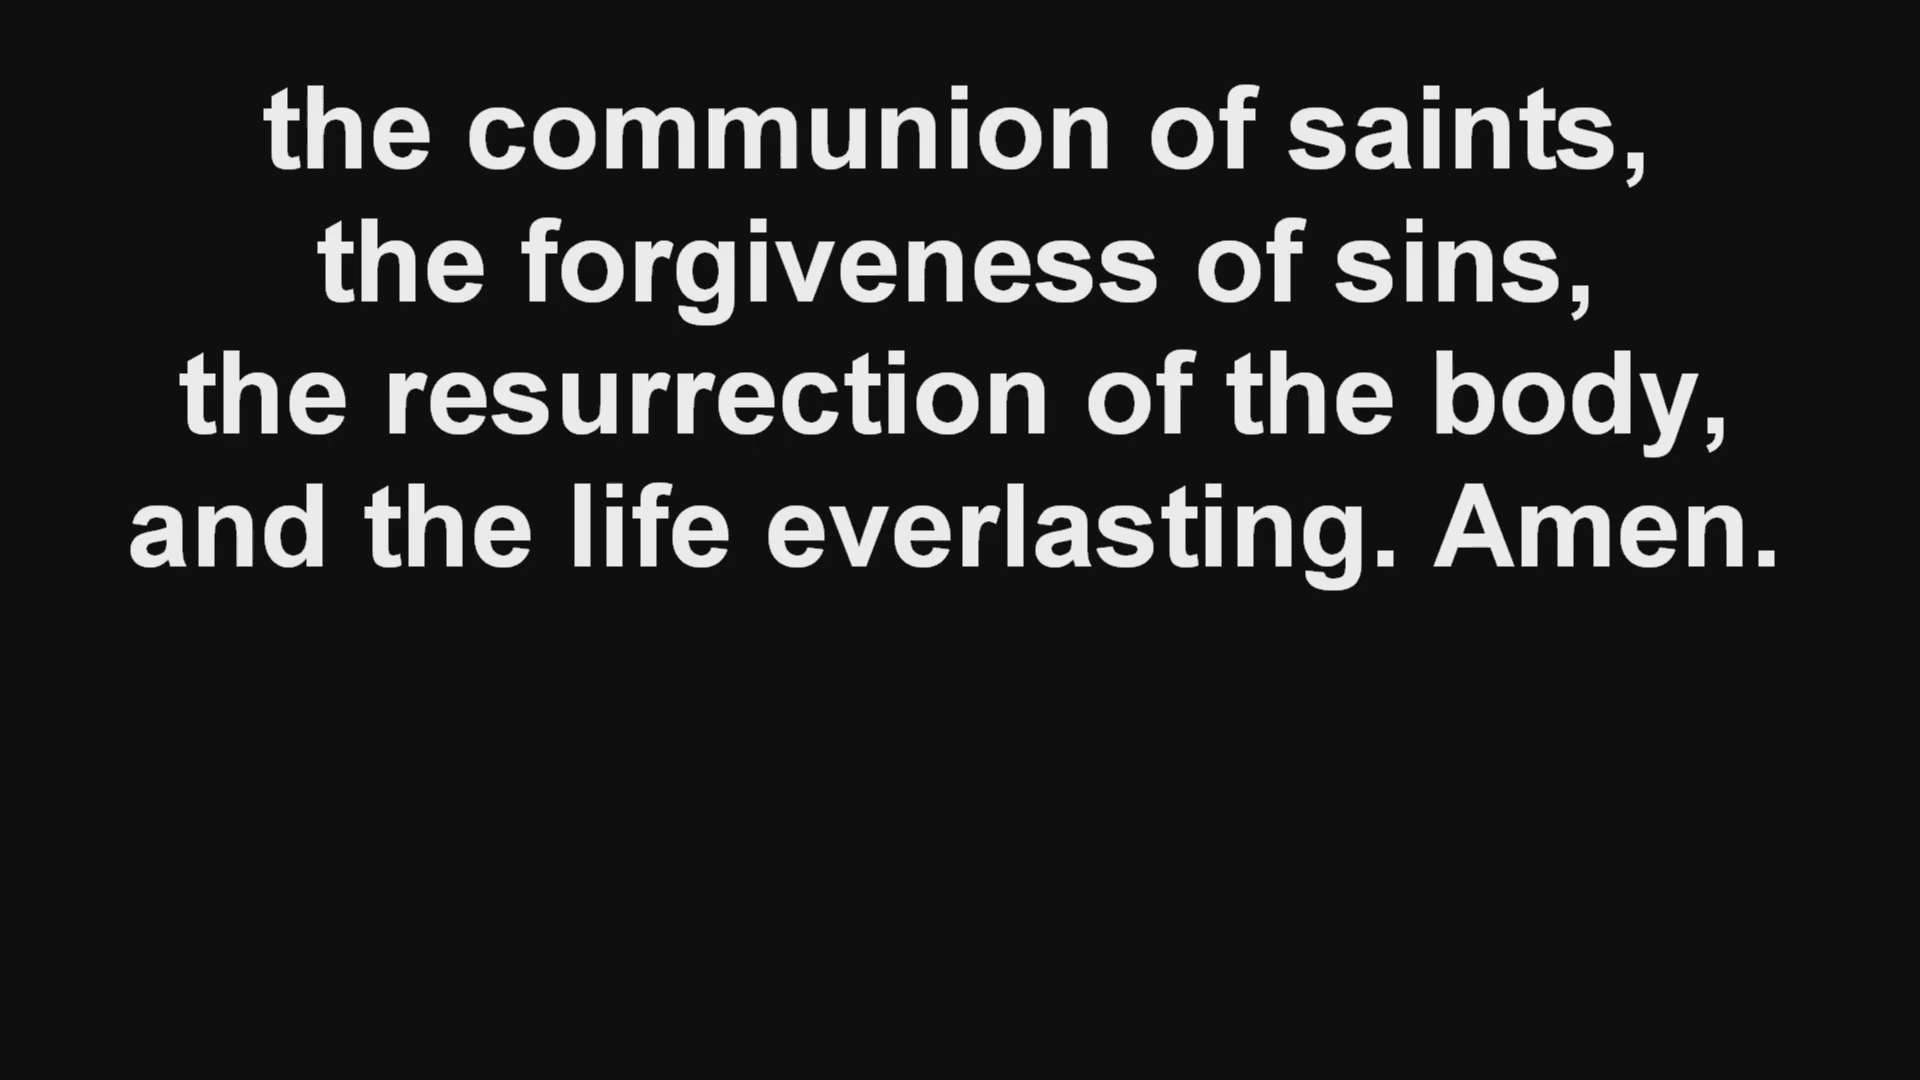 the communion of saints,
the forgiveness of sins,
the resurrection of the body,
and the life everlasting. Amen.